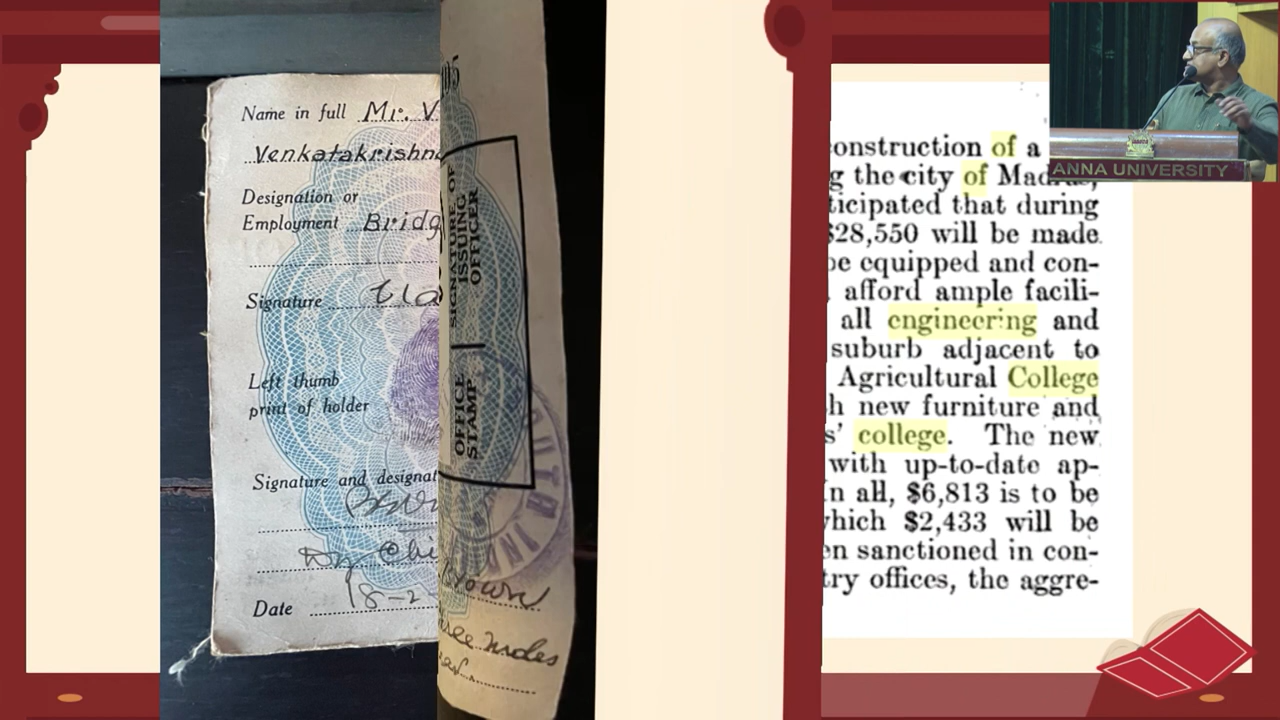 Name in full Mr. V
Venkatakrishna
Designation or
Employment Bridg
Signature
Left thumb
print of holder
Signature and designat
Date 18-2
SIGNATURE OF
ISSUING
OFFICER
OFFICE
STAMP
onstruction of a
g the city of Madras,
ticipated that during
$28,550 will be made
be equipped and con-
afford ample facili-
all engineering and
suburb adjacent to
Agricultural College
h new furniture and
s' college. The new
with up-to-date ap-
n all, $6,813 is to be
which $2,433 will be
en sanctioned in con-
try offices, the aggre-
ANNA UNIVERSITY